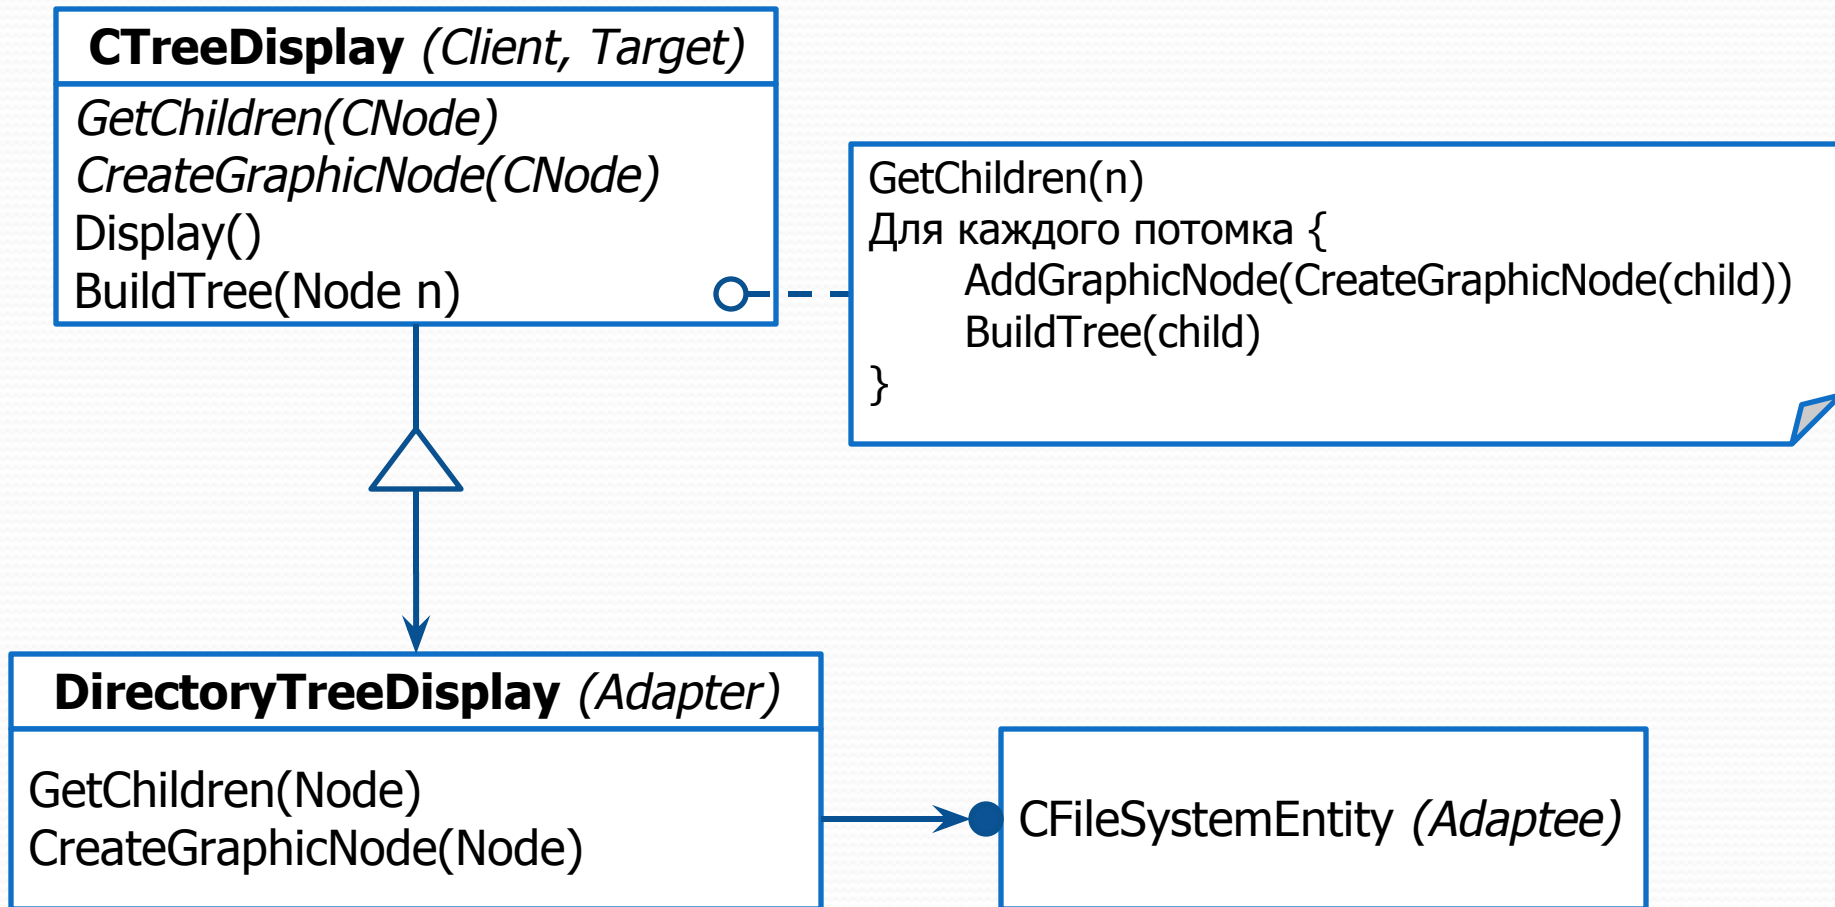 CTreeDisplay (Client, Target)
GetChildren(CNode)
CreateGraphicNode(CNode)
Display()
BuildTree(Node n)
GetChildren(n)
Для каждого потомка {
AddGraphicNode(CreateGraphicNode(child))
BuildTree(child)
}
DirectoryTreeDisplay (Adapter)
GetChildren(Node)
CreateGraphicNode(Node)
CFileSystemEntity (Adaptee)